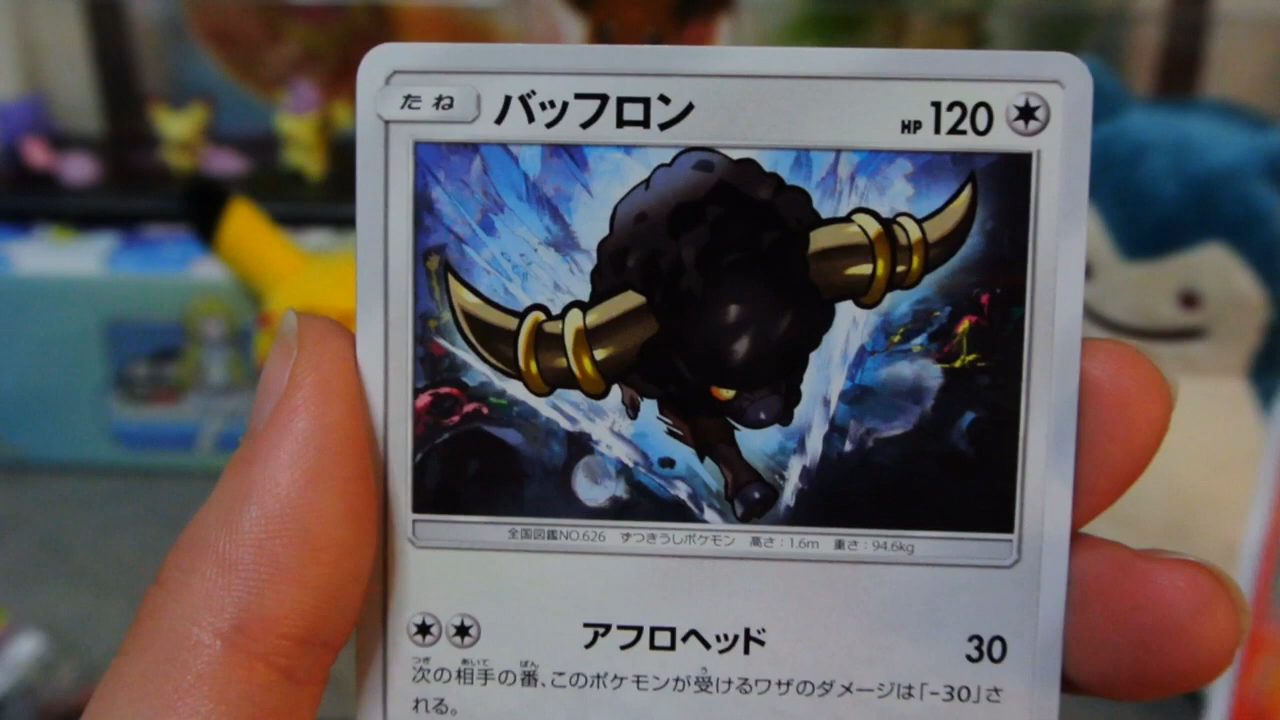 たね バッフロン HP 120
全国図鑑NO.626 ずつきうしポケモン 高さ:1.6m 重さ:94.6kg
アフロヘッド 30
次の相手の番、このポケモンが受けるワザのダメージは「-30」さ
れる。